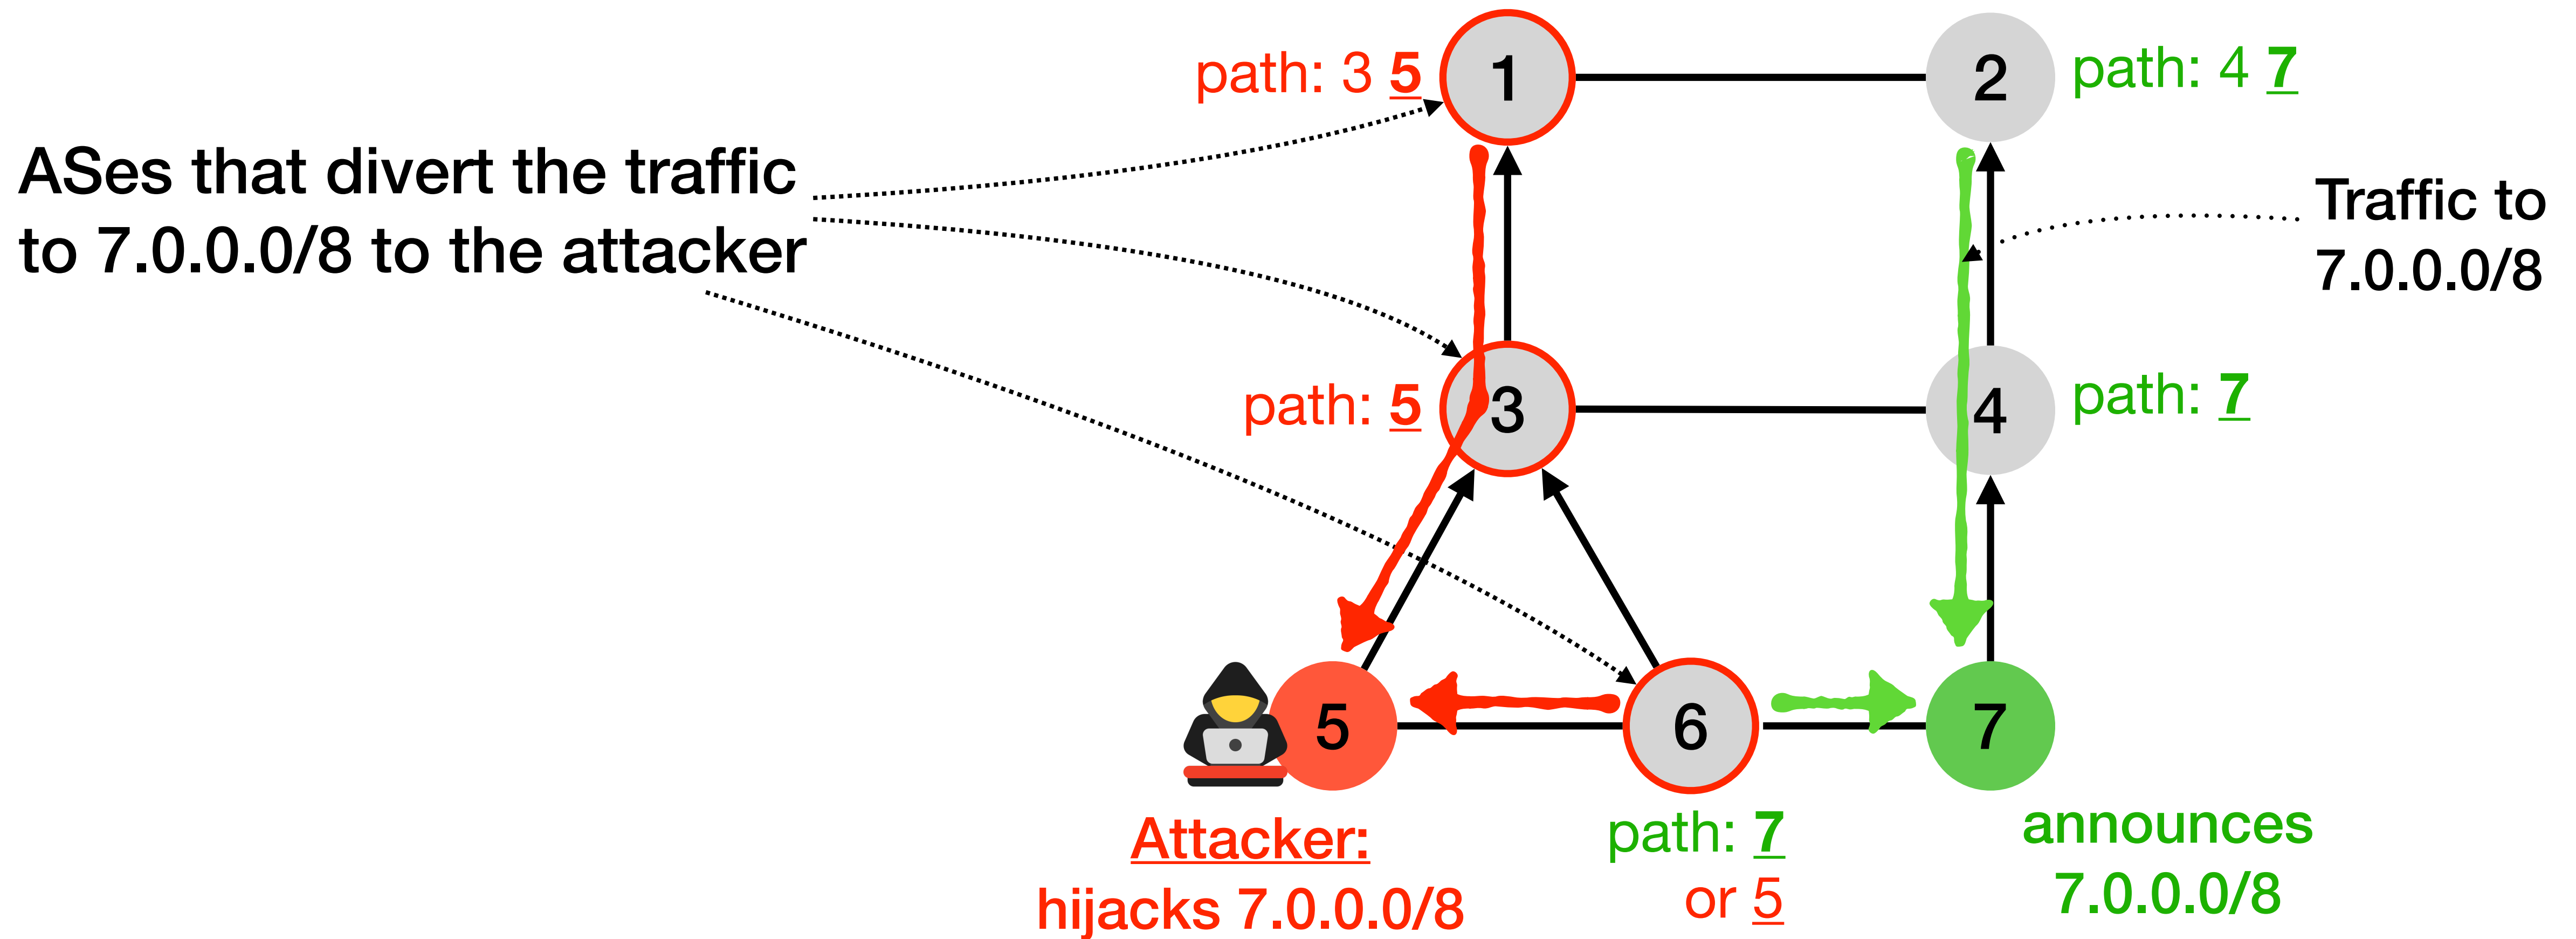 path: 3 5
1
2
path: 4 7
ASes that divert the traffic
to 7.0.0.0/8 to the attacker
Traffic to
7.0.0.0/8
path: 5
3
4
path: 7
5
6
7
Attacker:
hijacks 7.0.0.0/8
path: 7
or 5
announces
7.0.0.0/8